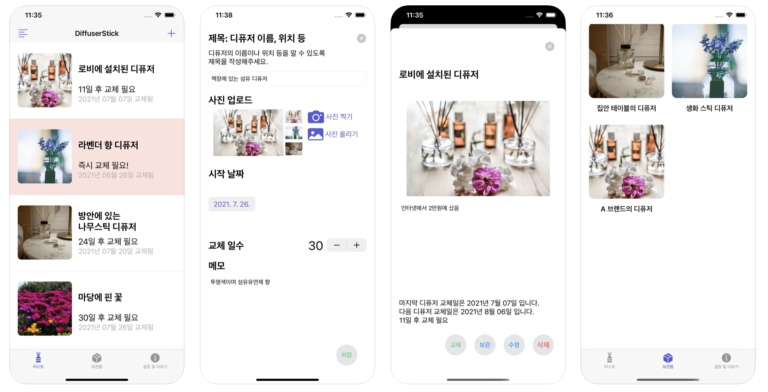 11:35
DiffuserStick
로비에 설치된 디퓨저
11일 후 교체 필요
2021년 07월 07일 교체됨
라벤더 향 디퓨저
즉시 교체 필요!
2021년 06월 26일 교체됨
방안에 있는
나무스틱 디퓨저
24일 후 교체 필요
2021년 07월 20일 교체됨
마당에 핀 꽃
30일 후 교체 필요
2021년 07월 26일 교체됨
리스트
보관함
설정 및 더보기
11:38
제목: 디퓨저 이름, 위치 등
디퓨저의 이름이나 위치 등을 알 수 있도록
제목을 작성해주세요.
책장에 있는 섬유 디퓨저
사진 업로드
사진 찍기
사진 올리기
시작 날짜
2021. 7. 26.
교체 일수
30
메모
투명색이며 섬유유연제 향
저장
11:35
로비에 설치된 디퓨저
인터넷에서 2만원에 샀음
마지막 디퓨저 교체일은 2021년 7월 07일 입니다.
다음 디퓨저 교체일은 2021년 8월 06일 입니다.
11일 후 교체 필요
교체
보관
수정
삭제
11:36
집안 테이블의 디퓨저
생화 스틱 디퓨저
A 브랜드의 디퓨저
리스트
보관함
설정 및 더보기